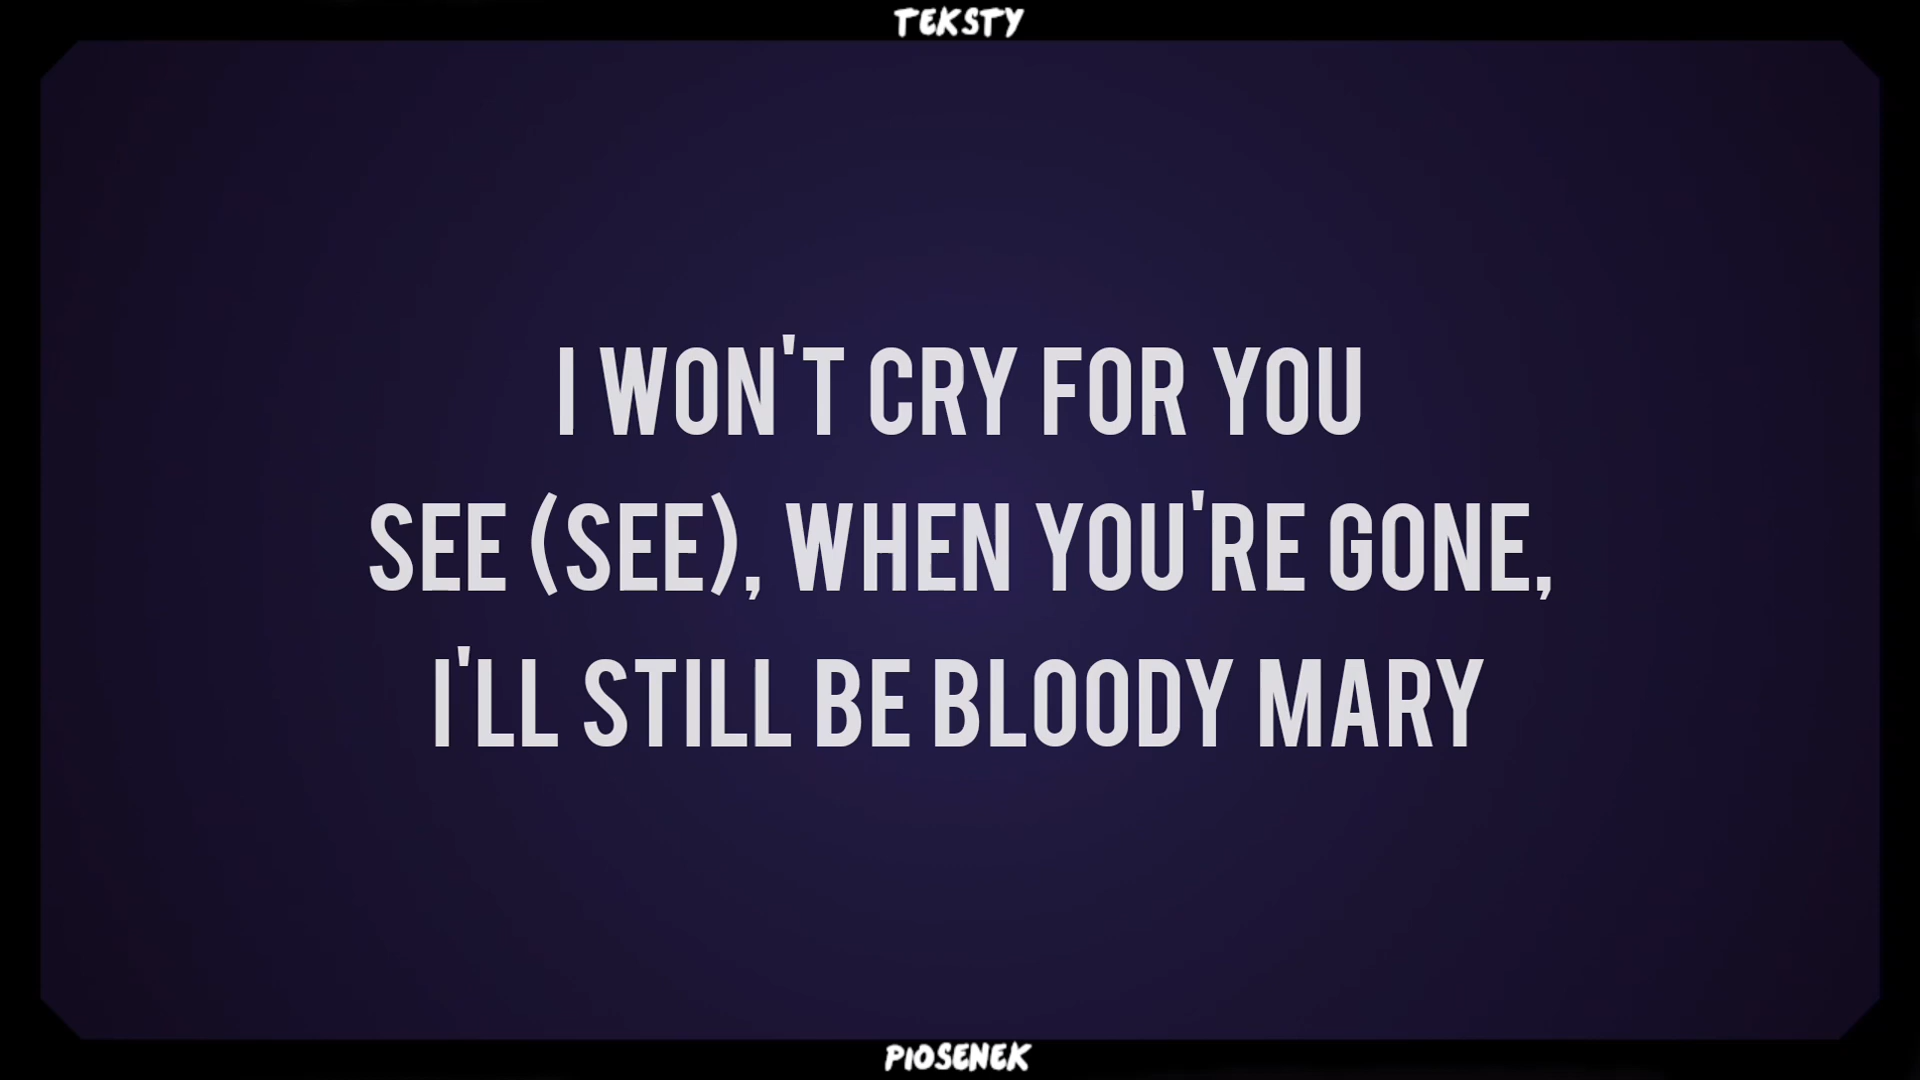 TEKSTY
I WON'T CRY FOR YOU
SEE (SEE), WHEN YOU'RE GONE,
I'LL STILL BE BLOODY MARY
PIOSENEK